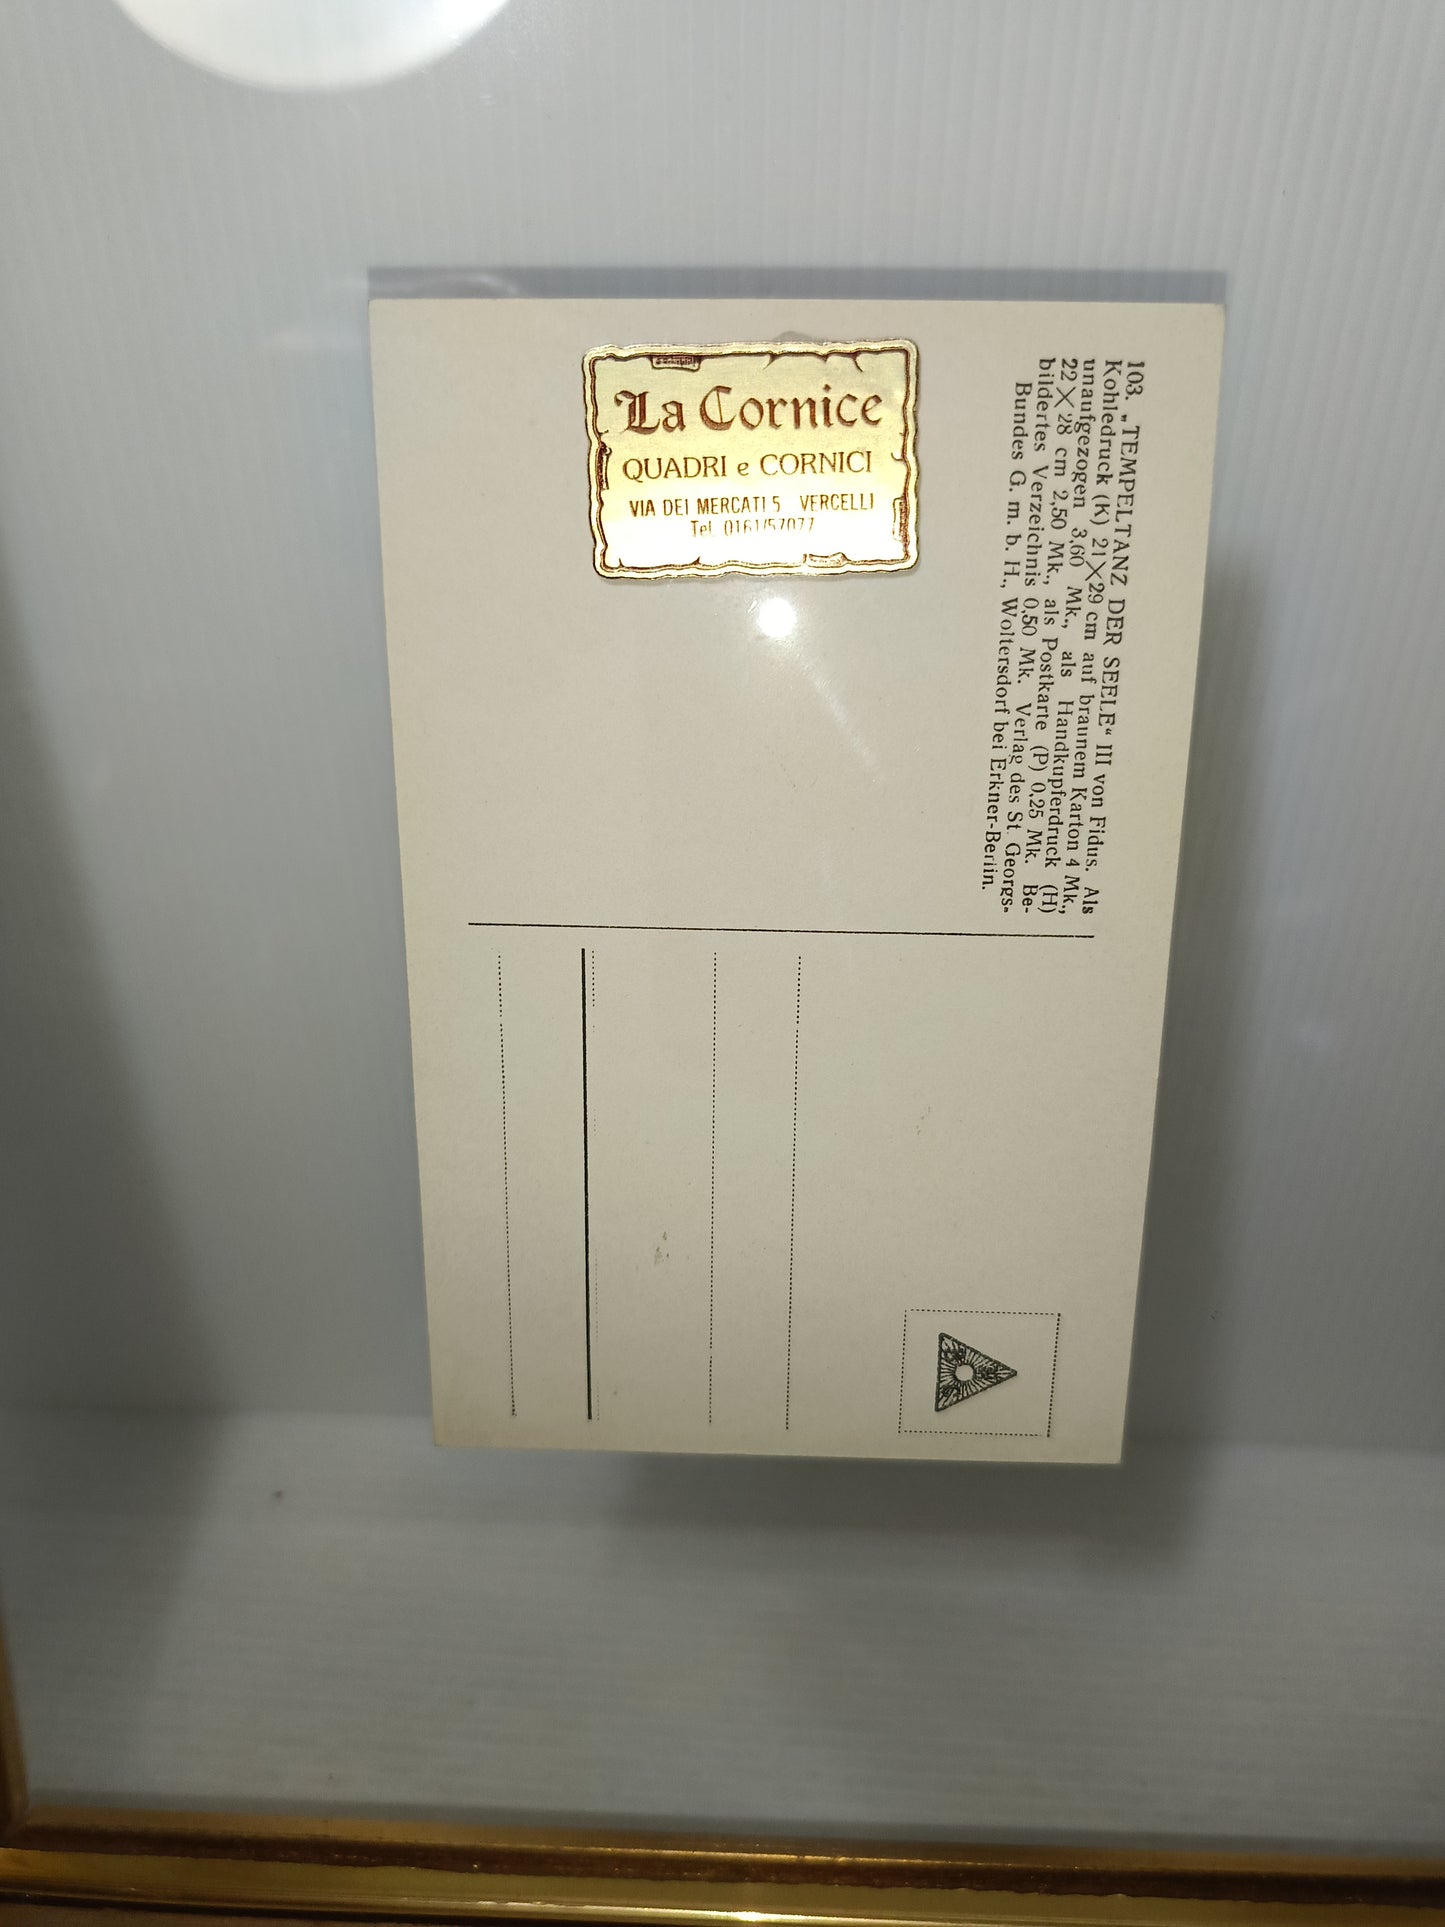 La Cornice
QUADRI e CORNICI
VIA DEI MERCATI 5 VERCELLI
Tel. 0161/57077
103. „TEMPELTANZ DER SEELE“ III von Fidus. Als
Kohledruck (K) 21×29 cm auf braunem Karton 4 Mk.,
unaufgezogen 3,60 Mk., als Handkupferdruck (H)
22×28 cm 2,50 Mk., als Postkarte (P) 0,25 Mk. Be-
bildertes Verzeichnis 0,50 Mk. Verlag des St. Georgs-
Bundes G. m. b. H., Woltersdorf bei Erkner-Berlin.